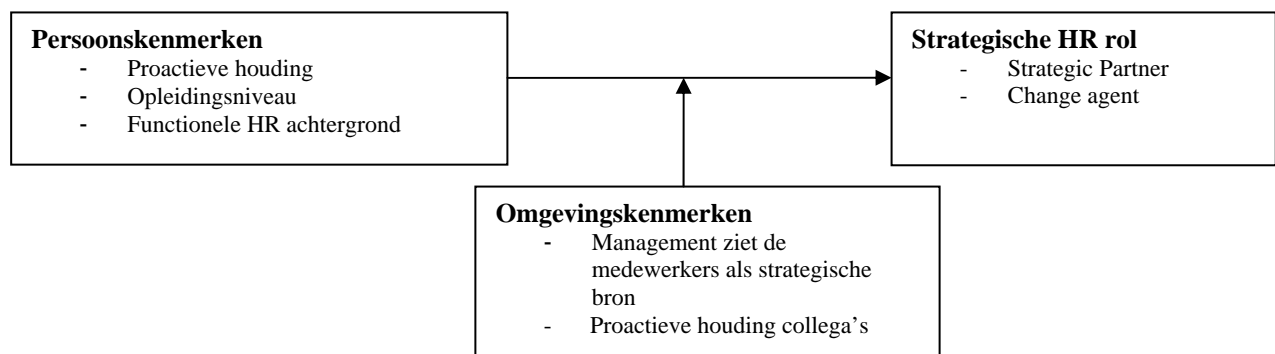 Persoonskenmerken
- Proactieve houding
- Opleidingsniveau
- Functionele HR achtergrond
Strategische HR rol
- Strategic Partner
- Change agent
Omgevingskenmerken
- Management ziet de
medewerkers als strategische
bron
- Proactieve houding collega’s